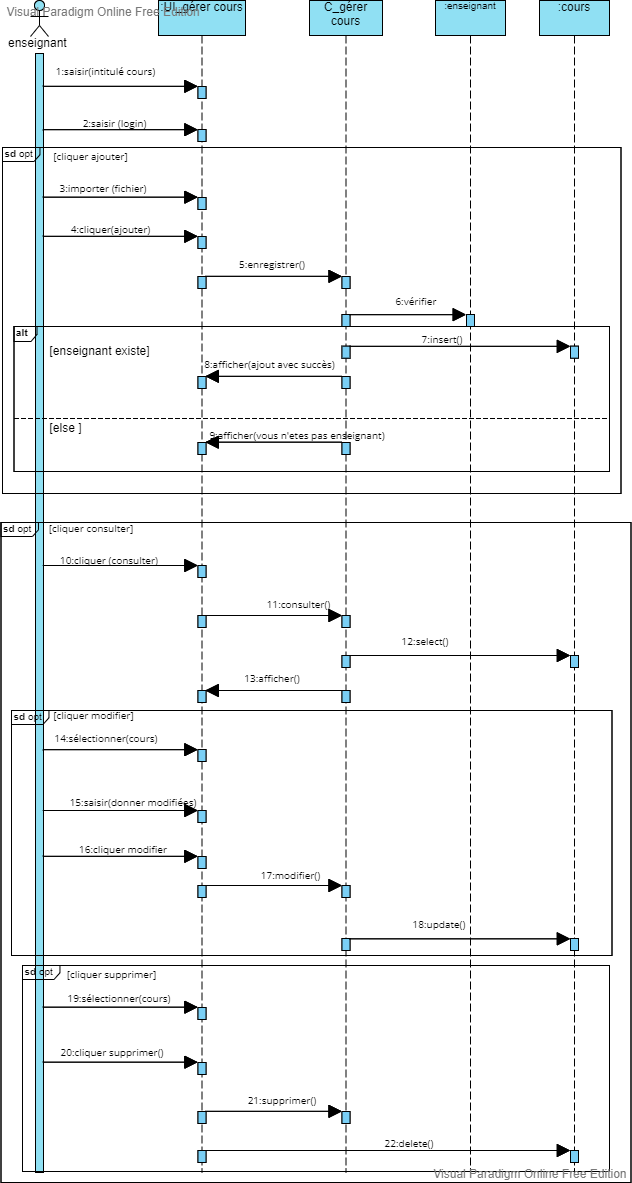 Visual Paradigm Online Free Edition
:UI_gérer cours
C_gérer
cours
:enseignant
:cours
enseignant
1:saisir(intitulé cours)
2:saisir (login)
sd opt
[cliquer ajouter]
3:importer (fichier)
4:cliquer(ajouter)
5:enregistrer()
6:vérifier
alt
[enseignant existe]
7:insert()
8:afficher(ajout avec succès)
[else ]
9:afficher(vous n'etes pas enseignant)
sd opt
[cliquer consulter]
10:cliquer (consulter)
11:consulter()
12:select()
13:afficher()
sd opt
[cliquer modifier]
14:sélectionner(cours)
15:saisir(donner modifiées)
16:cliquer modifier
17:modifier()
18:update()
sd opt
[cliquer supprimer]
19:sélectionner(cours)
20:cliquer supprimer()
21:supprimer()
22:delete()
Visual Paradigm Online Free Edition